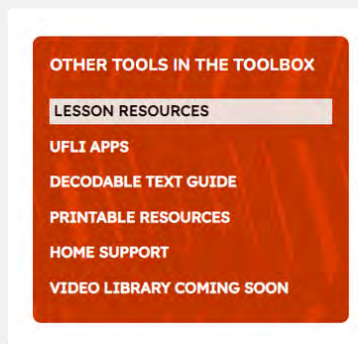 OTHER TOOLS IN THE TOOLBOX
LESSON RESOURCES
UFLI APPS
DECODABLE TEXT GUIDE
PRINTABLE RESOURCES
HOME SUPPORT
VIDEO LIBRARY COMING SOON